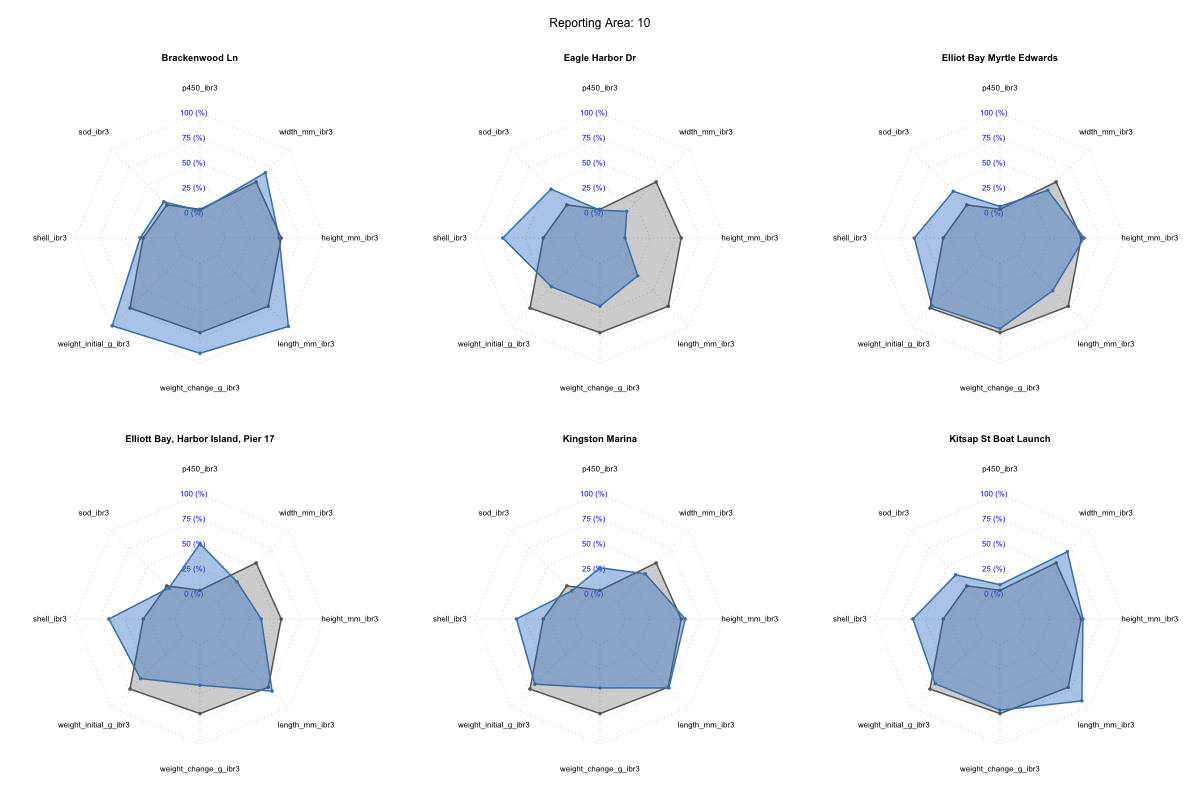 Reporting Area: 10
Brackenwood Ln
p450_ibr3
sod_ibr3
width_mm_ibr3
100 (%)
75 (%)
50 (%)
25 (%)
0 (%)
shell_ibr3
height_mm_ibr3
weight_initial_g_ibr3
length_mm_ibr3
weight_change_g_ibr3
Eagle Harbor Dr
p450_ibr3
sod_ibr3
width_mm_ibr3
100 (%)
75 (%)
50 (%)
25 (%)
0 (%)
shell_ibr3
height_mm_ibr3
weight_initial_g_ibr3
length_mm_ibr3
weight_change_g_ibr3
Elliot Bay Myrtle Edwards
p450_ibr3
sod_ibr3
width_mm_ibr3
100 (%)
75 (%)
50 (%)
25 (%)
0 (%)
shell_ibr3
height_mm_ibr3
weight_initial_g_ibr3
length_mm_ibr3
weight_change_g_ibr3
Elliott Bay, Harbor Island, Pier 17
p450_ibr3
sod_ibr3
width_mm_ibr3
100 (%)
75 (%)
50 (%)
25 (%)
0 (%)
shell_ibr3
height_mm_ibr3
weight_initial_g_ibr3
length_mm_ibr3
weight_change_g_ibr3
Kingston Marina
p450_ibr3
sod_ibr3
width_mm_ibr3
100 (%)
75 (%)
50 (%)
25 (%)
0 (%)
shell_ibr3
height_mm_ibr3
weight_initial_g_ibr3
length_mm_ibr3
weight_change_g_ibr3
Kitsap St Boat Launch
p450_ibr3
sod_ibr3
width_mm_ibr3
100 (%)
75 (%)
50 (%)
25 (%)
0 (%)
shell_ibr3
height_mm_ibr3
weight_initial_g_ibr3
length_mm_ibr3
weight_change_g_ibr3